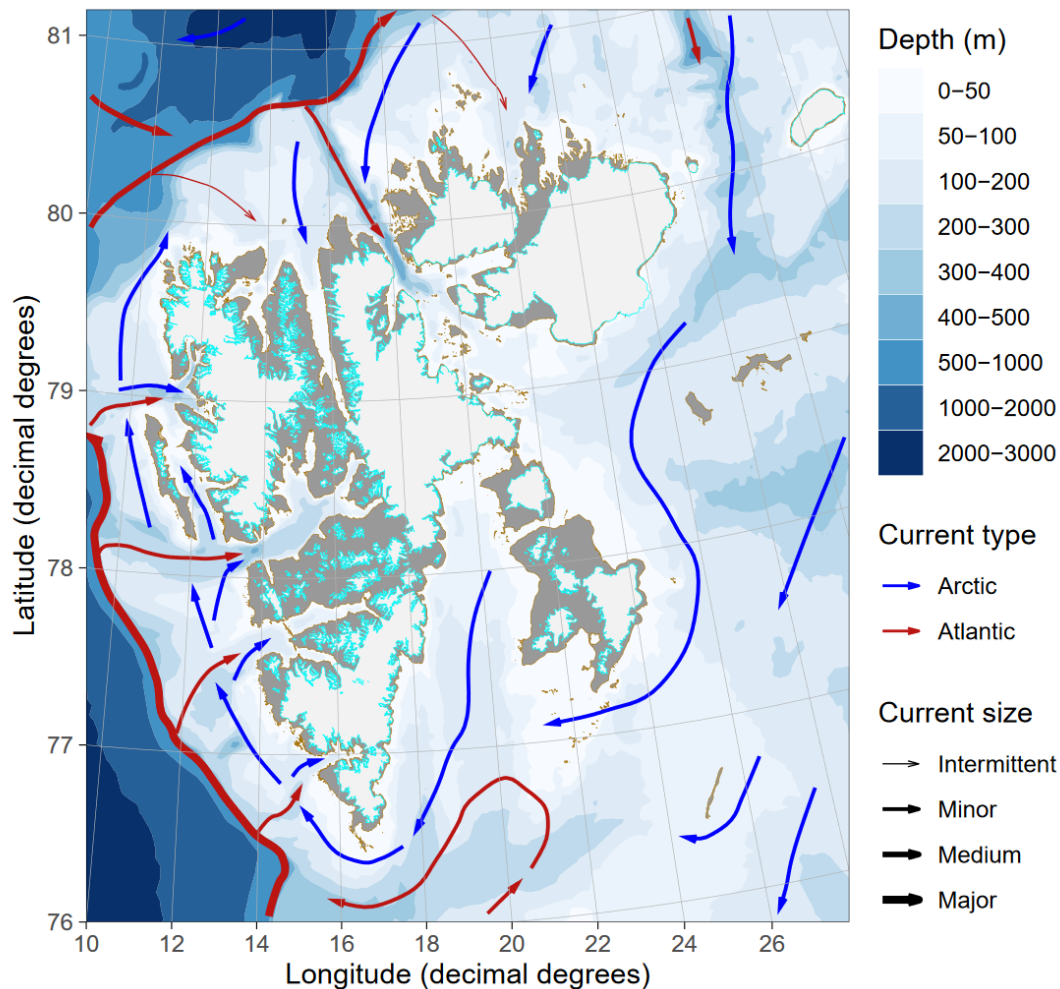 81
80
79
78
77
76
10
12
14
16
18
20
22
24
26
Latitude (decimal degrees)
Longitude (decimal degrees)
Depth (m)
0−50
50−100
100−200
200−300
300−400
400−500
500−1000
1000−2000
2000−3000
Current type
Arctic
Atlantic
Current size
Intermittent
Minor
Medium
Major